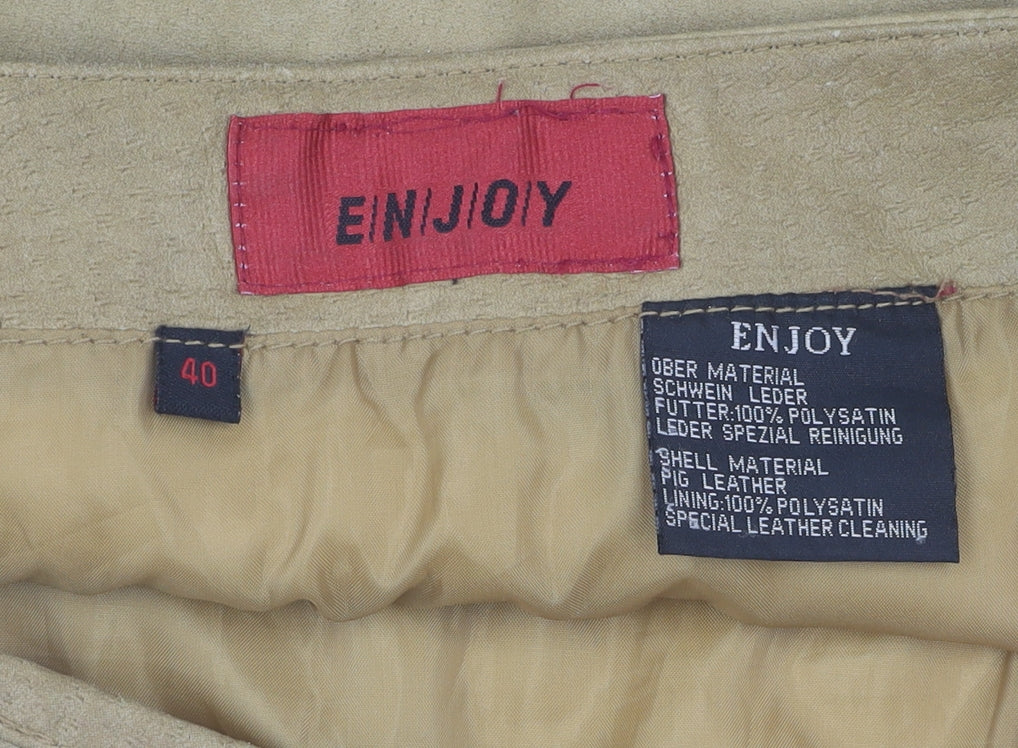 E/N/J/O/Y
40
ENJOY
OBER MATERIAL
SCHWEIN LEDER
FUTTER:100% POLYSATIN
LEDER SPEZIAL REINIGUNG
SHELL MATERIAL
PIG LEATHER
LINING:100% POLYSATIN
SPECIAL LEATHER CLEANING